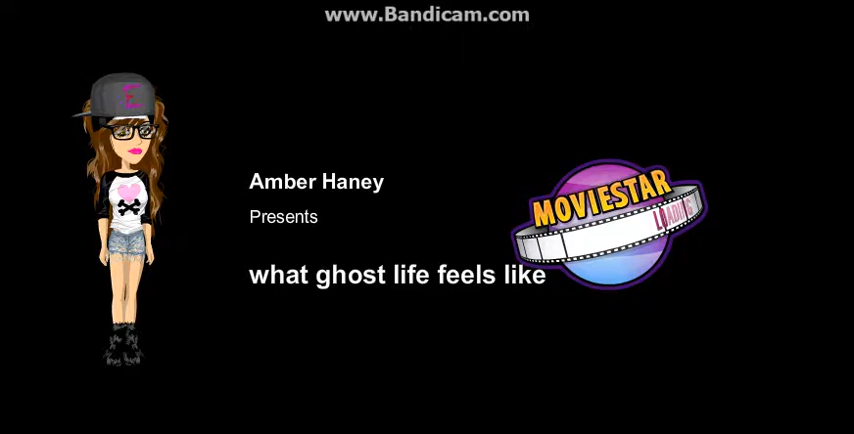 www.Bandicam.com
Amber Haney
Presents
what ghost life feels like
MOVIESTAR
LOADING